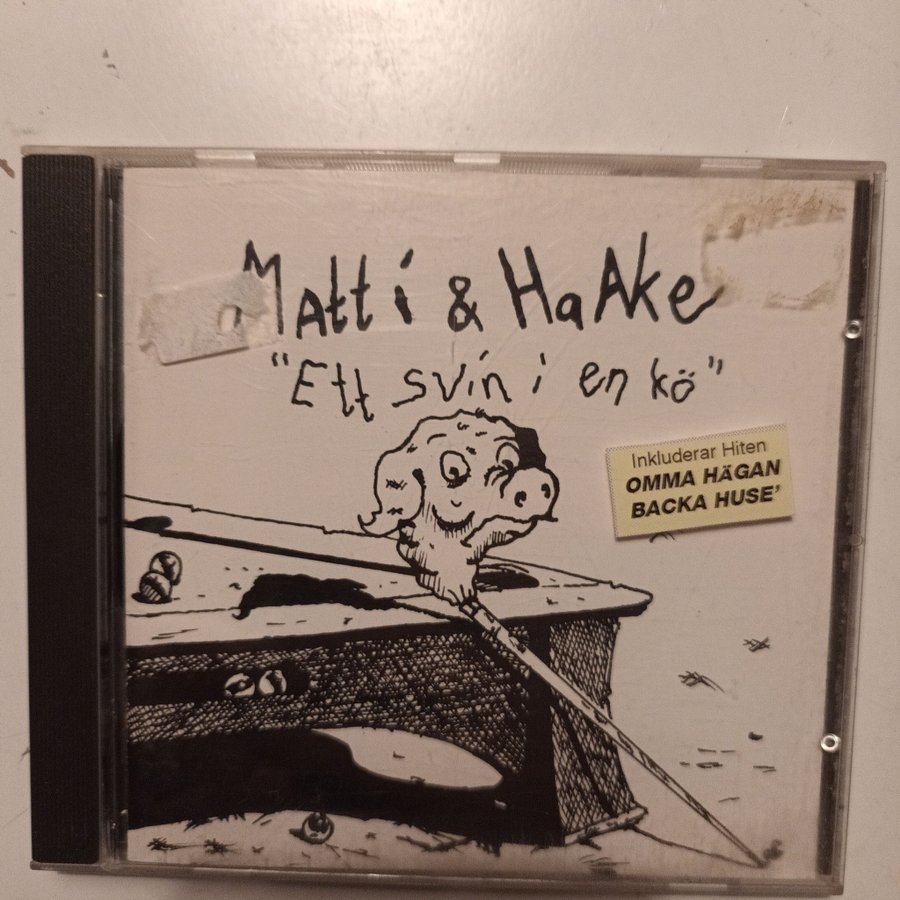 Matti & HaAke
"Ett svin i en kö"
Inkluderar Hiten
OMMA HÄGAN
BACKA HUSE'